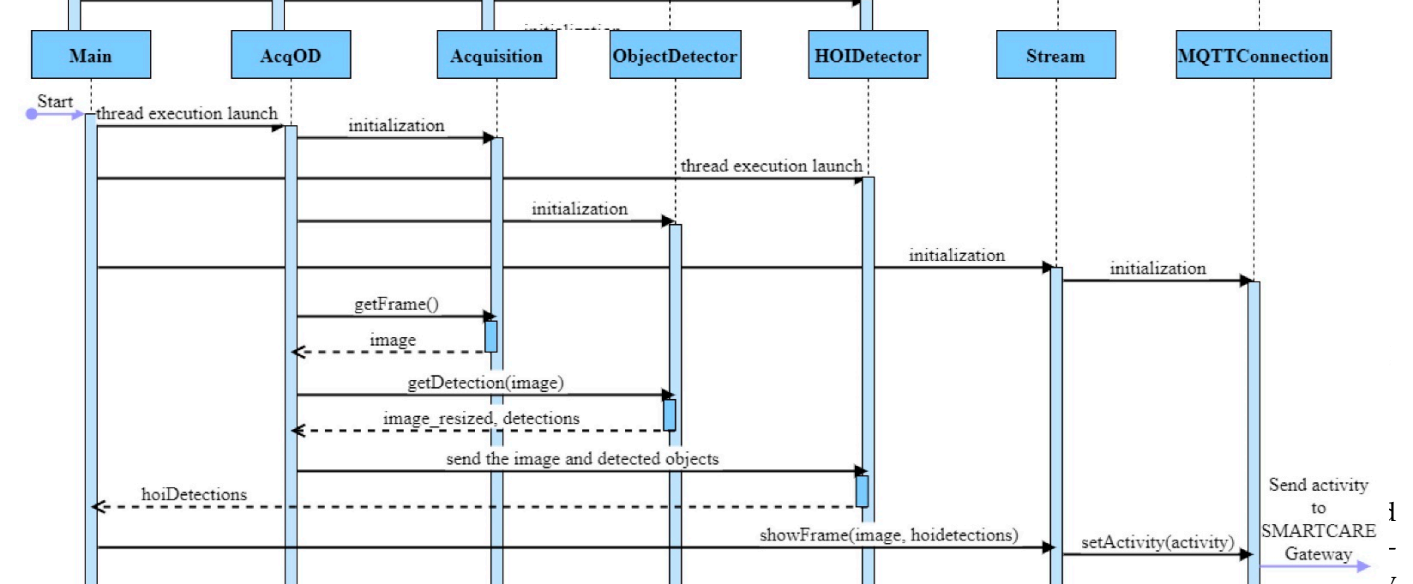 Main AcqOD Acquisition ObjectDetector HOIDetector Stream MQTTConnection
Start
thread execution launch
initialization
thread execution launch
initialization
initialization
initialization
getFrame()
image
getDetection(image)
image_resized, detections
send the image and detected objects
hoiDetections
Send activity
to
SMARTCARE
Gateway
showFrame(image, hoidetections)
setActivity(activity)